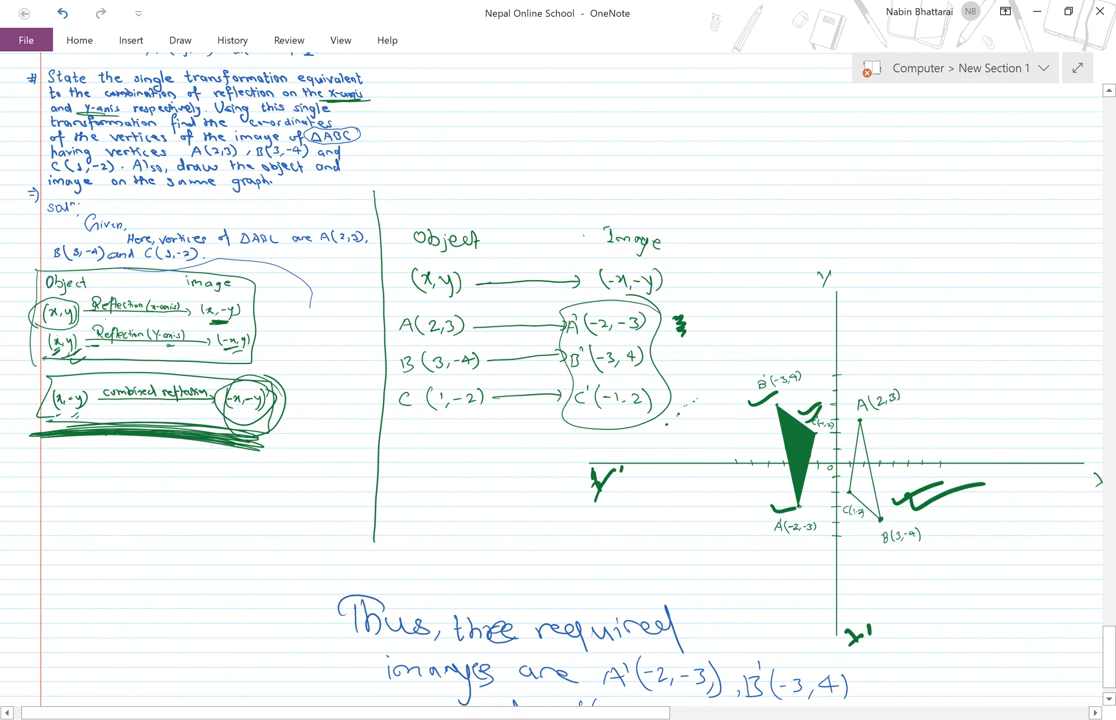 Nepal Online School - OneNote
Nabin Bhattarai NB
File Home Insert Draw History Review View Help
Computer > New Section 1
# State the single transformation equivalent
to the combination of reflection on the x-axis
and Y-axis respectively. Using this single
transformation find the co-ordinates
of the vertices of the image of ΔABC
having vertices A(2,3), B(3,-4) and
C(1,-2). Also, draw the object and
image on the same graph.
⇒
solⁿ:
Given,
Here, vertices of ΔABC are A(2,3),
B(3,-4) and C(1,-2).
Object image
(x,y) Reflection (x-axis) → (x,-y)
(x,y) Reflection (Y-axis) → (-x,y)
(x,-y) combined reflection → (-x,-y)
Object Image
(x,y) → (-x,-y)
A(2,3) → A'(-2,-3)
B(3,-4) → B'(-3,4)
C(1,-2) → C'(-1,2)
Y
B'(-3,4)
A(2,3)
0
C(1,-2)
A'(-2,-3)
B(3,-4)
Thus, three required
images are A'(-2,-3), B'(-3,4)